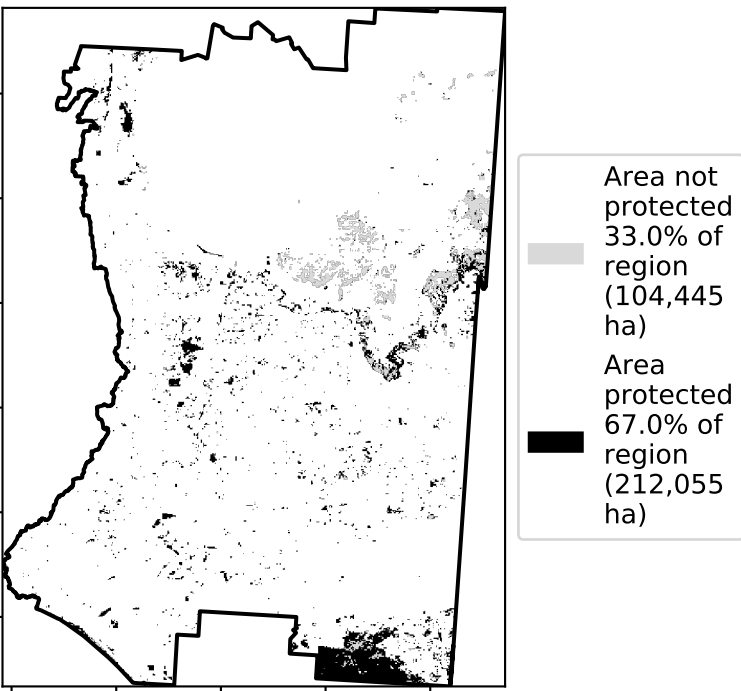 Area not
protected
33.0% of
region
(104,445
ha)
Area
protected
67.0% of
region
(212,055
ha)